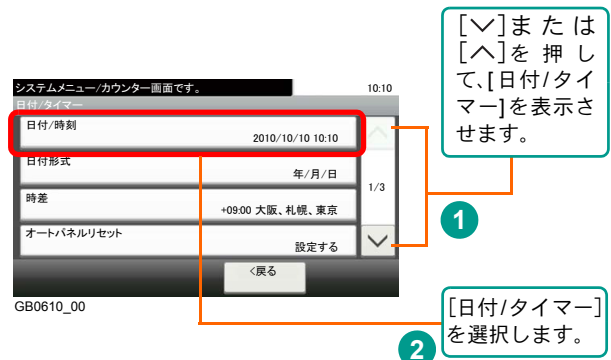 [∨]または
[∧]を押し
て、[日付/タイ
マー]を表示さ
せます。
システムメニュー/カウンター画面です。 10:10
日付/タイマー
日付/時刻
2010/10/10 10:10
日付形式
年/月/日
1/3
時差
+09:00 大阪、札幌、東京
1
オートパネルリセット
設定する
<戻る
GB0610_00
[日付/タイマー]
を選択します。
2